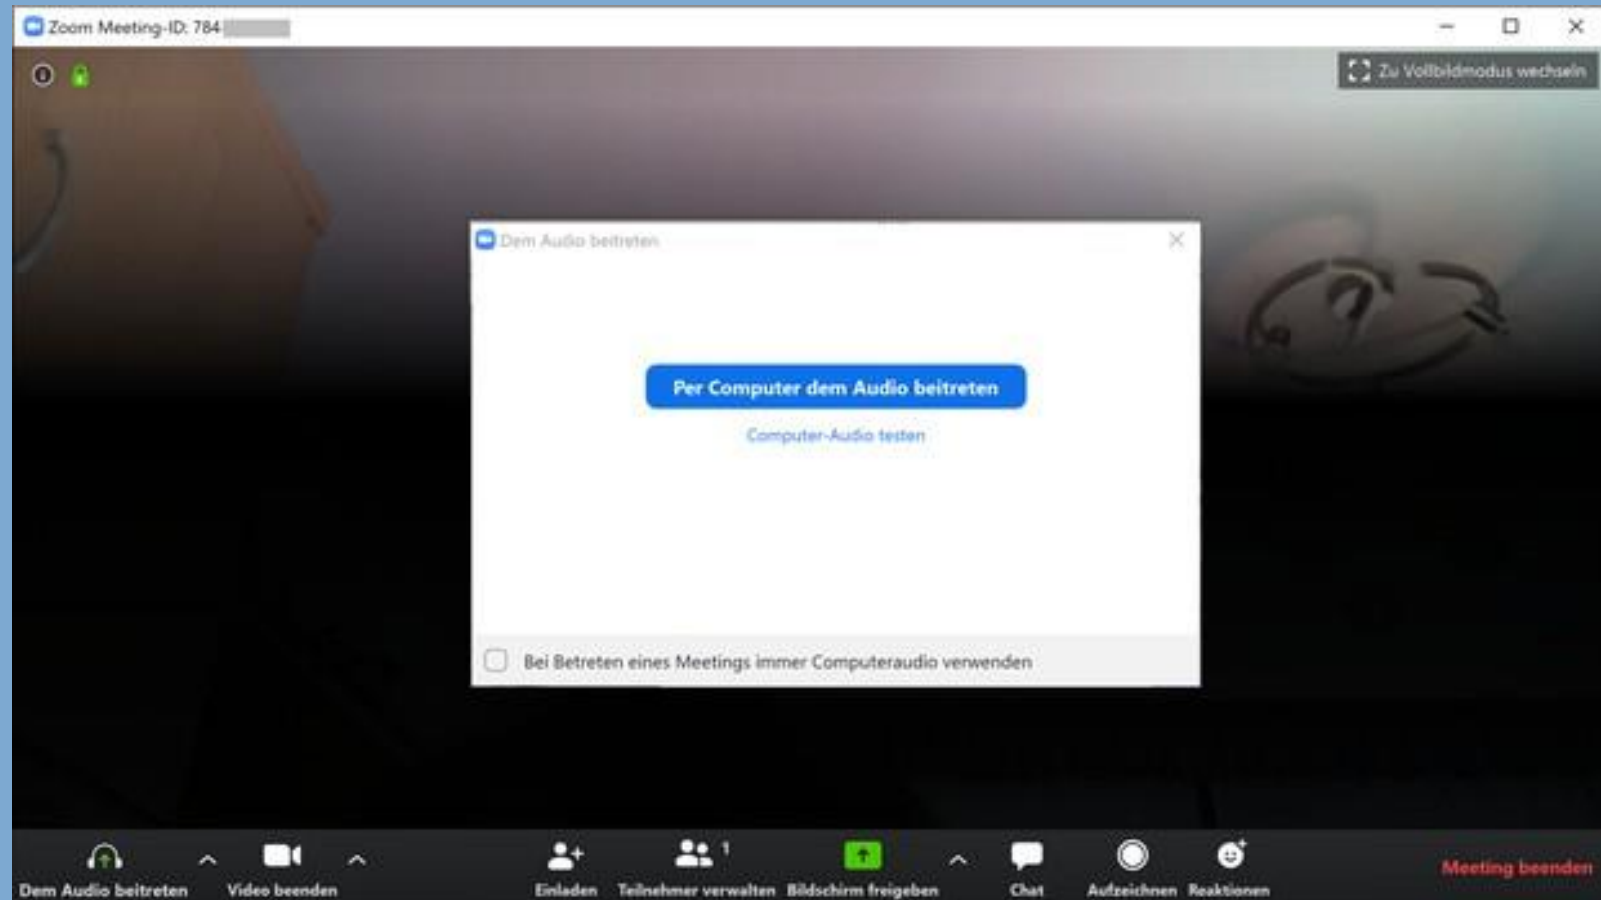 Zoom Meeting-ID: 784
Zu Vollbildmodus wechseln
Dem Audio beitreten
Per Computer dem Audio beitreten
Computer-Audio testen
Bei Betreten eines Meetings immer Computeraudio verwenden
1
Dem Audio beitreten
Video beenden
Einladen
Teilnehmer verwalten
Bildschirm freigeben
Chat
Aufzeichnen
Reaktionen
Meeting beenden